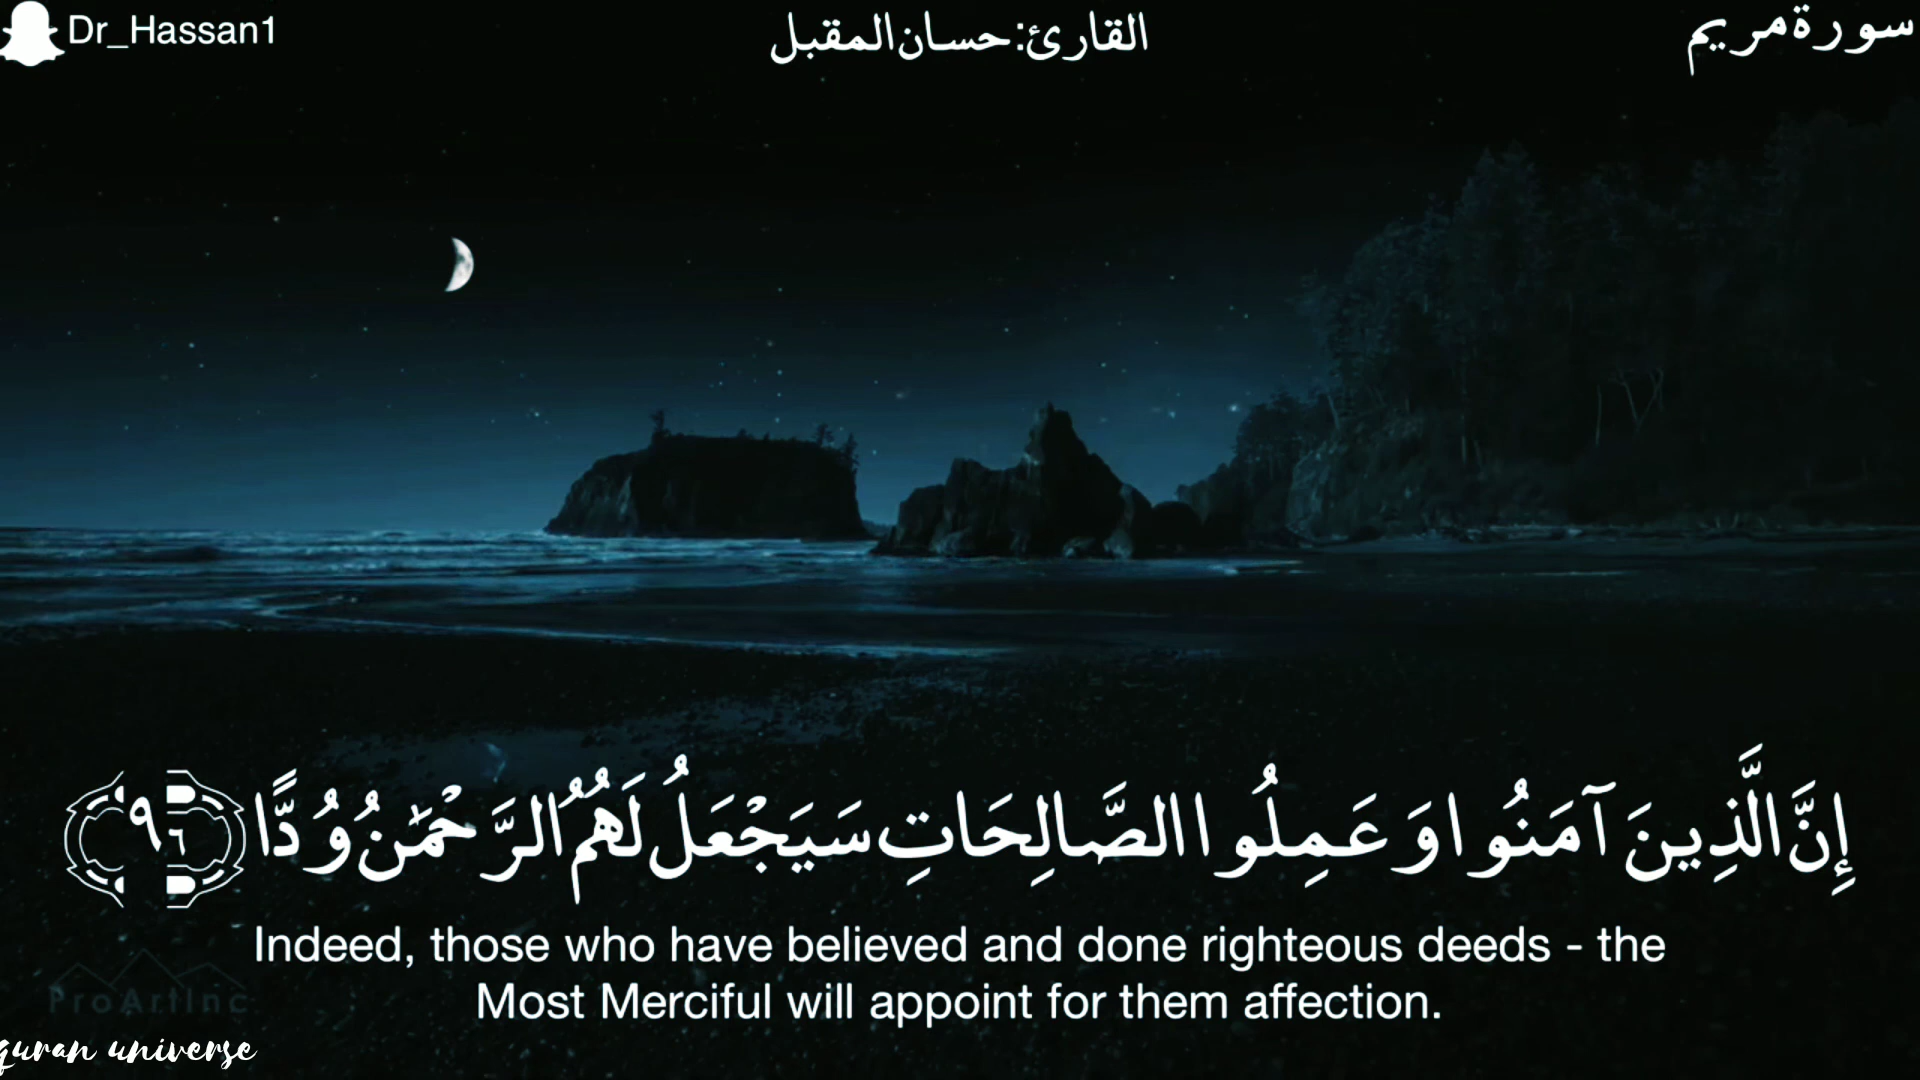 Dr_Hassan1
القارئ:حسان المقبل
سورة مريم
إِنَّ الَّذِينَ آمَنُوا وَعَمِلُوا الصَّالِحَاتِ سَيَجْعَلُ لَهُمُ الرَّحْمَٰنُ وُدًّا ٩٦
Indeed, those who have believed and done righteous deeds - the
Most Merciful will appoint for them affection.
ProArtInc
quran universe